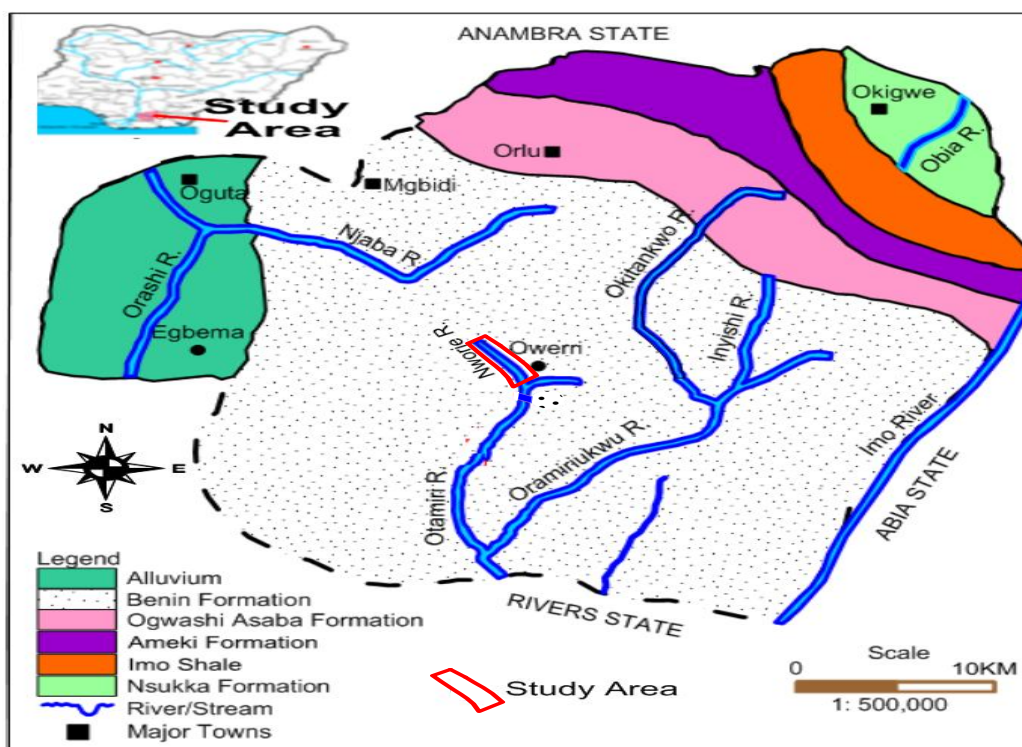 ANAMBRA STATE
Study
Area
Okigwe
Obia R.
Orlu
Oguta
Mgbidi
Njaba R.
Okitankwo R.
Orashi R.
Inyishi R.
Egbema
Nworie R.
Owerri
Imo River
N
W
E
S
Oramiriukwu R.
Otamiri R.
ABIA STATE
RIVERS STATE
Legend
Alluvium
Benin Formation
Ogwashi Asaba Formation
Ameki Formation
Imo Shale
Nsukka Formation
River/Stream
Major Towns
Study Area
Scale
0 10KM
1: 500,000